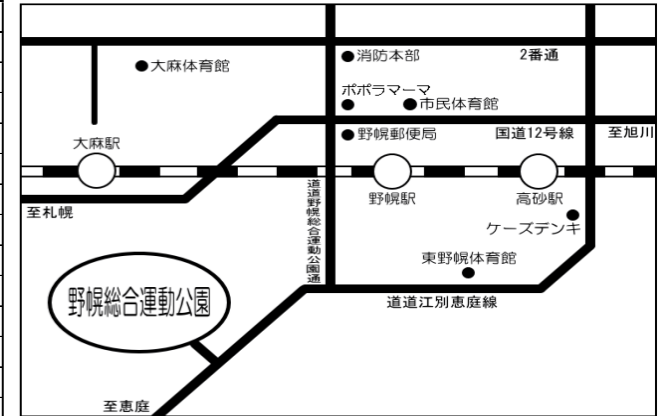 消防本部
2番通
大麻体育館
ポポラマーマ
市民体育館
大麻駅
野幌郵便局
国道12号線
至旭川
野幌駅
高砂駅
至札幌
道道野幌総合運動公園通
ケーズデンキ
東野幌体育館
野幌総合運動公園
道道江別恵庭線
至恵庭